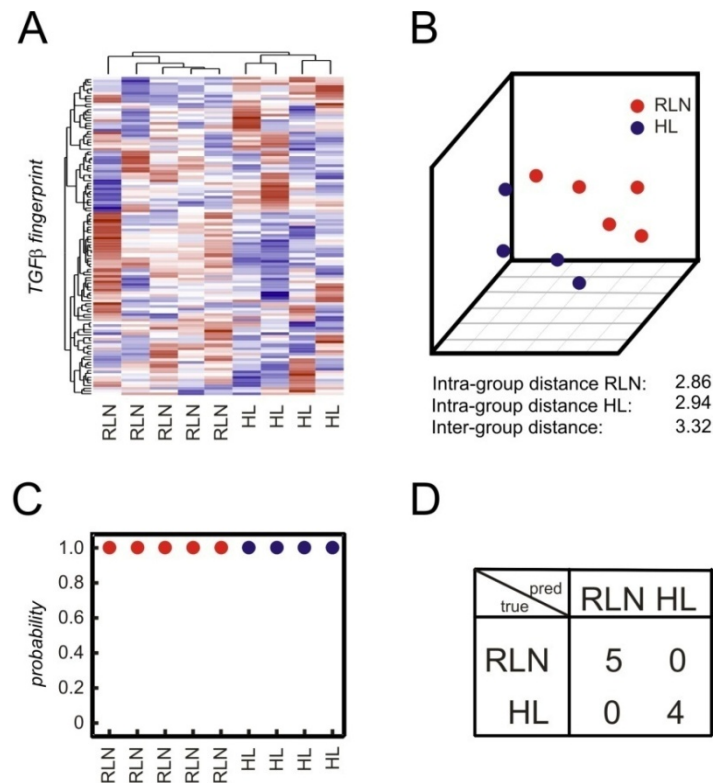 A
TGFβ fingerprint
RLN
RLN
RLN
RLN
RLN
HL
HL
HL
HL
B
RLN
HL
Intra-group distance RLN: 2.86
Intra-group distance HL: 2.94
Inter-group distance: 3.32
C
probability
1.0
0.8
0.6
0.4
0.2
0
RLN
RLN
RLN
RLN
RLN
HL
HL
HL
HL
D
pred
true
RLN HL
RLN 5 0
HL 0 4